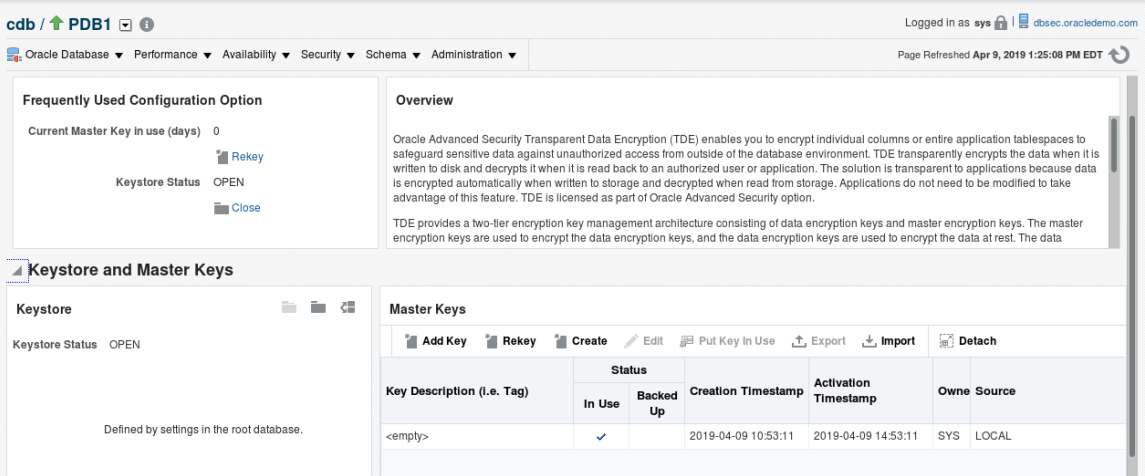 cdb / PDB1
Logged in as sys | dbsec.oracledemo.com
Oracle Database Performance Availability Security Schema Administration
Page Refreshed Apr 9, 2019 1:25:08 PM EDT
Frequently Used Configuration Option
Current Master Key in use (days) 0
Rekey
Keystore Status OPEN
Close
Overview
Oracle Advanced Security Transparent Data Encryption (TDE) enables you to encrypt individual columns or entire application tablespaces to
safeguard sensitive data against unauthorized access from outside of the database environment. TDE transparently encrypts the data when it is
written to disk and decrypts it when it is read back to an authorized user or application. The solution is transparent to applications because data
is encrypted automatically when written to storage and decrypted when read from storage. Applications do not need to be modified to take
advantage of this feature. TDE is licensed as part of Oracle Advanced Security option.
TDE provides a two-tier encryption key management architecture consisting of data encryption keys and master encryption keys. The master
encryption keys are used to encrypt the data encryption keys, and the data encryption keys are used to encrypt the data at rest. The data
Keystore and Master Keys
Keystore
Keystore Status OPEN
Defined by settings in the root database.
Master Keys
Add Key Rekey Create Edit Put Key In Use Export Import Detach
Key Description (i.e. Tag) Status In Use Backed Up Creation Timestamp Activation Timestamp Owne Source
<empty> 2019-04-09 10:53:11 2019-04-09 14:53:11 SYS LOCAL